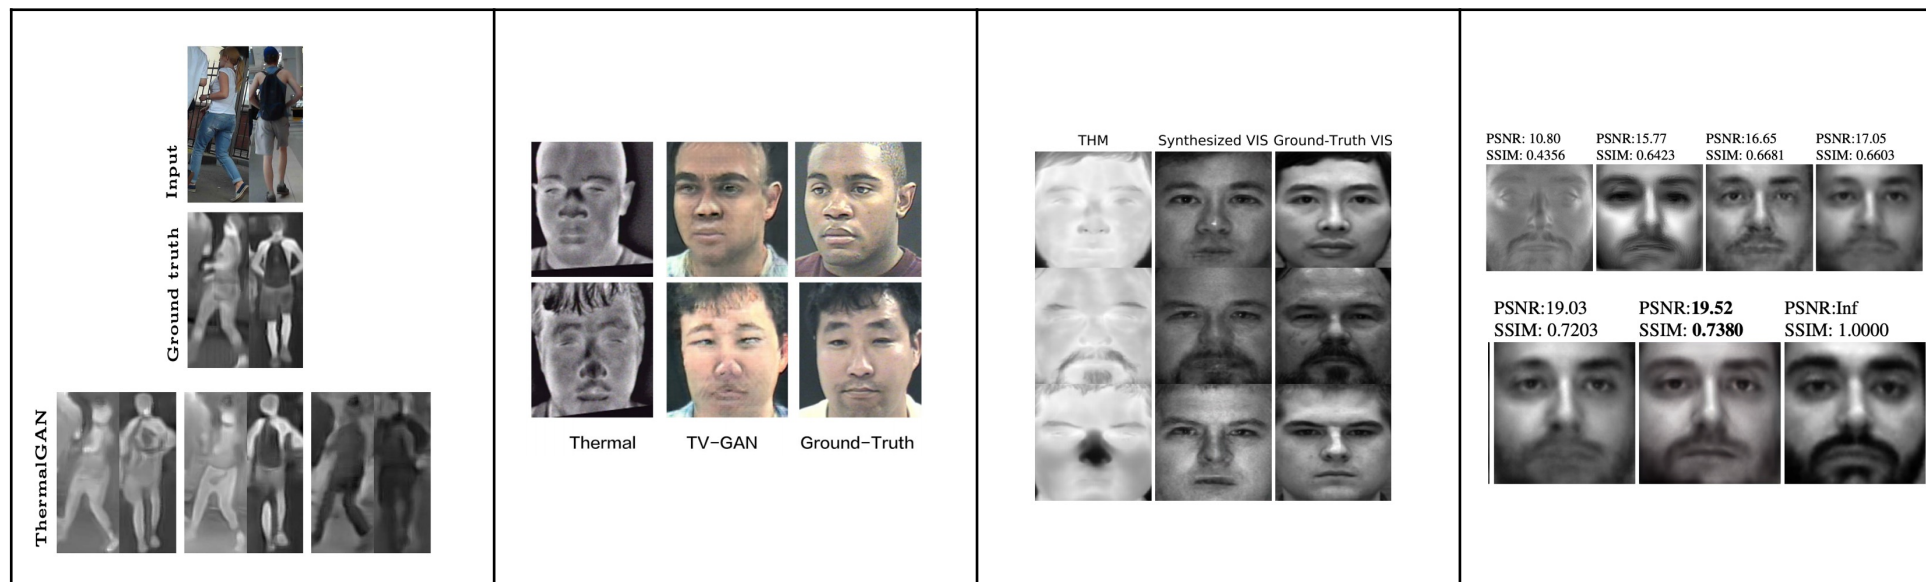 Input
Ground truth
ThermalGAN
Thermal TV-GAN Ground-Truth
THM Synthesized VIS Ground-Truth VIS
PSNR: 10.80 PSNR:15.77 PSNR:16.65 PSNR:17.05
SSIM: 0.4356 SSIM: 0.6423 SSIM: 0.6681 SSIM: 0.6603
PSNR:19.03 PSNR:19.52 PSNR:Inf
SSIM: 0.7203 SSIM: 0.7380 SSIM: 1.0000